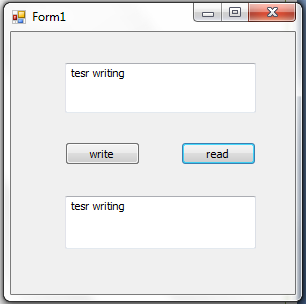 Form1
tesr writing
write read
tesr writing